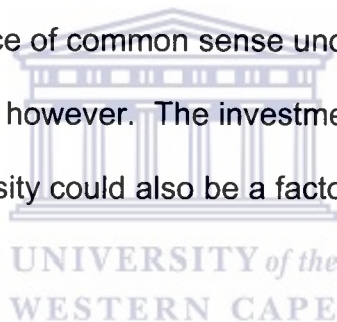 ce of common sense und
however. The investme
sity could also be a facto
UNIVERSITY of the
WESTERN CAPE